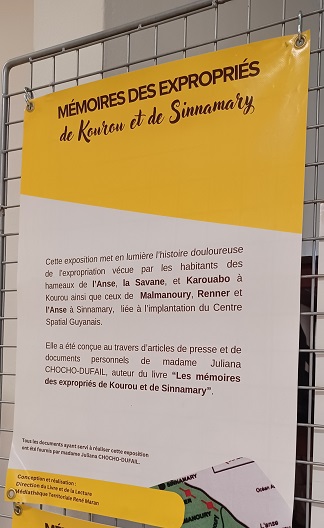 MÉMOIRES DES EXPROPRIÉS
de Kourou et de Sinnamary
Cette exposition met en lumière l'histoire douloureuse
de l'expropriation vécue par les habitants des
hameaux de l'Anse, la Savane, et Karouabo à
Kourou ainsi que ceux de Malmanoury, Renner et
l'Anse à Sinnamary, liée à l'implantation du Centre
Spatial Guyanais.
Elle a été conçue au travers d'articles de presse et de
documents personnels de madame Juliana
CHOCHO-DUFAIL, auteur du livre "Les mémoires
des expropriés de Kourou et de Sinnamary".
Tous les documents ayant servi à réaliser cette exposition
ont été fournis par madame Juliana CHOCHO-DUFAIL.
Conception et réalisation :
Direction du Livre et de la Lecture
Médiathèque Territoriale René Maran
SINNAMARY